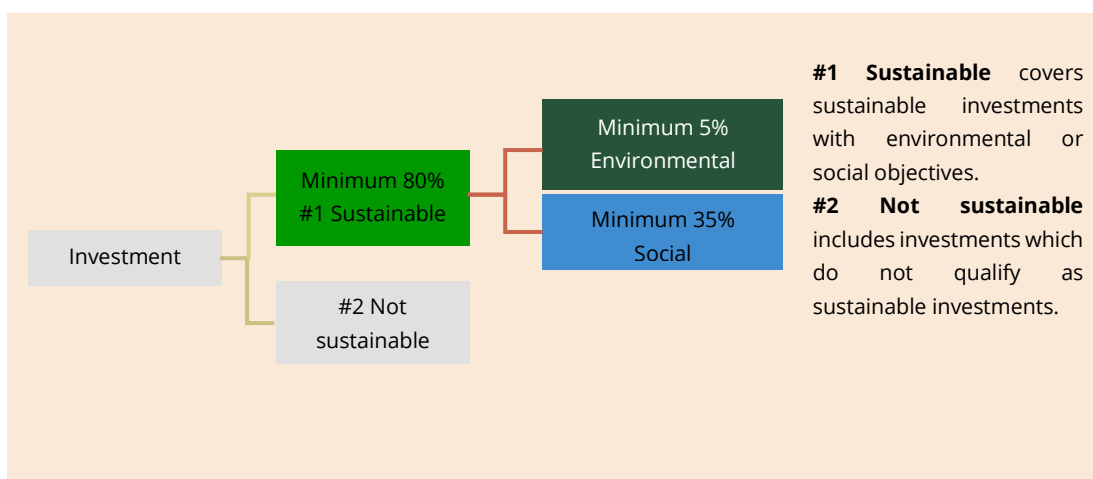 Investment
Minimum 80%
#1 Sustainable
#2 Not
sustainable
Minimum 5%
Environmental
Minimum 35%
Social
#1 Sustainable covers
sustainable investments
with environmental or
social objectives.
#2 Not sustainable
includes investments which
do not qualify as
sustainable investments.